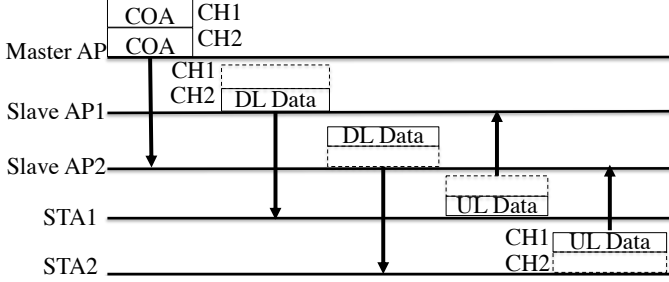 COA CH1
COA CH2
Master AP
CH1
CH2 DL Data
Slave AP1
DL Data
Slave AP2
UL Data
STA1
CH1 UL Data
CH2
STA2